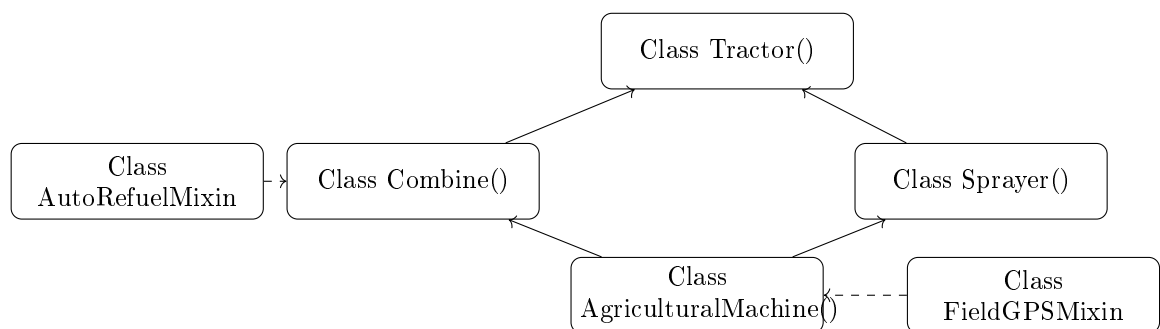 Class Tractor()
Class
AutoRefuelMixin
Class Combine()
Class Sprayer()
Class
AgriculturalMachine()
Class
FieldGPSMixin